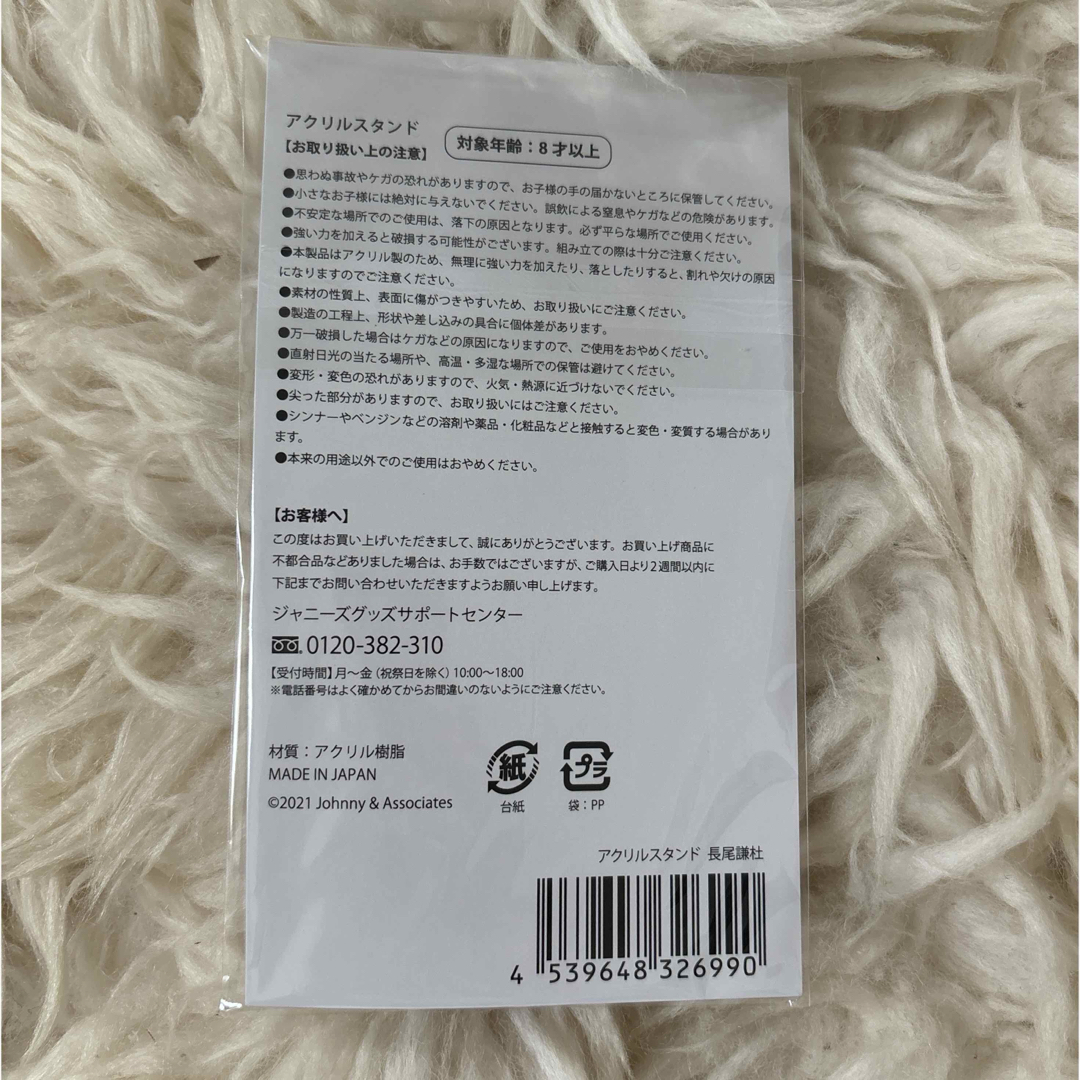 アクリルスタンド
【お取り扱い上の注意】
対象年齢：8才以上
●思わぬ事故やケガの恐れがありますので、お子様の手の届かないところに保管してください。
●小さなお子様には絶対に与えないでください。誤飲による窒息やケガなどの危険があります。
●不安定な場所でのご使用は、落下の原因となります。必ず平らな場所でご使用ください。
●強い力を加えると破損する可能性がございます。組み立ての際は十分ご注意ください。
●本製品はアクリル製のため、無理に強い力を加えたり、落としたりすると、割れや欠けの原因
になりますのでご注意ください。
●素材の性質上、表面に傷がつきやすいため、お取り扱いにご注意ください。
●製造の工程上、形状や差し込みの具合に個体差があります。
●万一破損した場合はケガなどの原因になりますので、ご使用をおやめください。
●直射日光の当たる場所や、高温・多湿な場所での保管は避けてください。
●変形・変色の恐れがありますので、火気・熱源に近づけないでください。
●尖った部分がありますので、お取り扱いにはご注意ください。
●シンナーやベンジンなどの溶剤や薬品・化粧品などと接触すると変色・変質する場合があり
ます。
●本来の用途以外でのご使用はおやめください。
【お客様へ】
この度はお買い上げいただきまして、誠にありがとうございます。お買い上げ商品に
不都合品などありました場合は、お手数ではございますが、ご購入日より2週間以内に
下記までお問い合わせいただきますようお願い申し上げます。
ジャニーズグッズサポートセンター
0120-382-310
【受付時間】月〜金（祝祭日を除く）10:00〜18:00
※電話番号はよく確かめてからお間違いのないようにご注意ください。
材質：アクリル樹脂
MADE IN JAPAN
©2021 Johnny & Associates
紙
台紙
プラ
袋：PP
アクリルスタンド 長尾謙杜
4 539648 326990